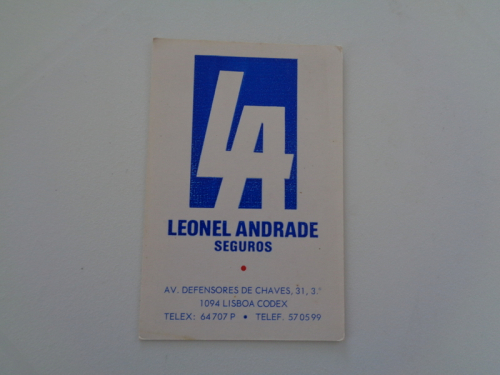 LA
LEONEL ANDRADE
SEGUROS
AV. DEFENSORES DE CHAVES, 31, 3.°
1094 LISBOA CODEX
TELEX: 64707 P • TELEF. 570599